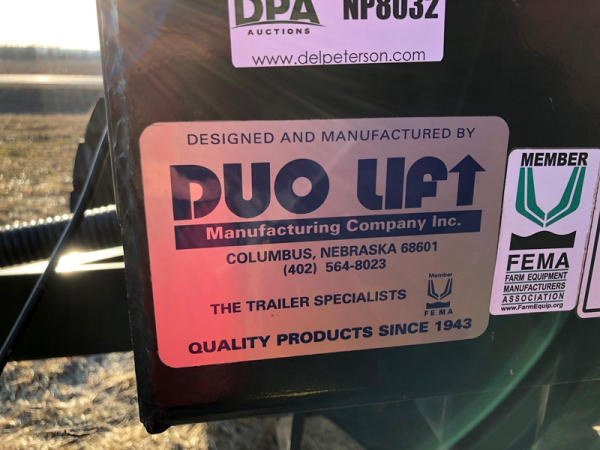 DPA NP8032
AUCTIONS
www.delpeterson.com
DESIGNED AND MANUFACTURED BY
DUO LIFT
Manufacturing Company Inc.
COLUMBUS, NEBRASKA 68601
(402) 564-8023
THE TRAILER SPECIALISTS
Member
FEMA
QUALITY PRODUCTS SINCE 1943
MEMBER
FEMA
FARM EQUIPMENT
MANUFACTURERS
ASSOCIATION
www.FarmEquip.org